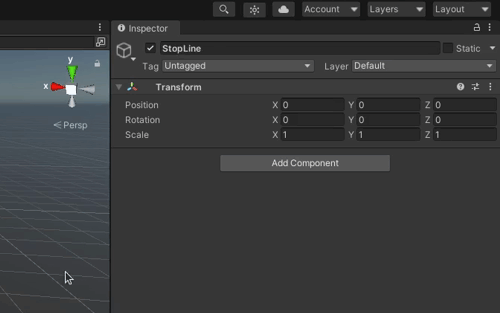 Account Layers Layout
Inspector
StopLine Static
Tag Untagged Layer Default
Transform
Position X 0 Y 0 Z 0
Rotation X 0 Y 0 Z 0
Scale X 1 Y 1 Z 1
Add Component
y
x
Persp